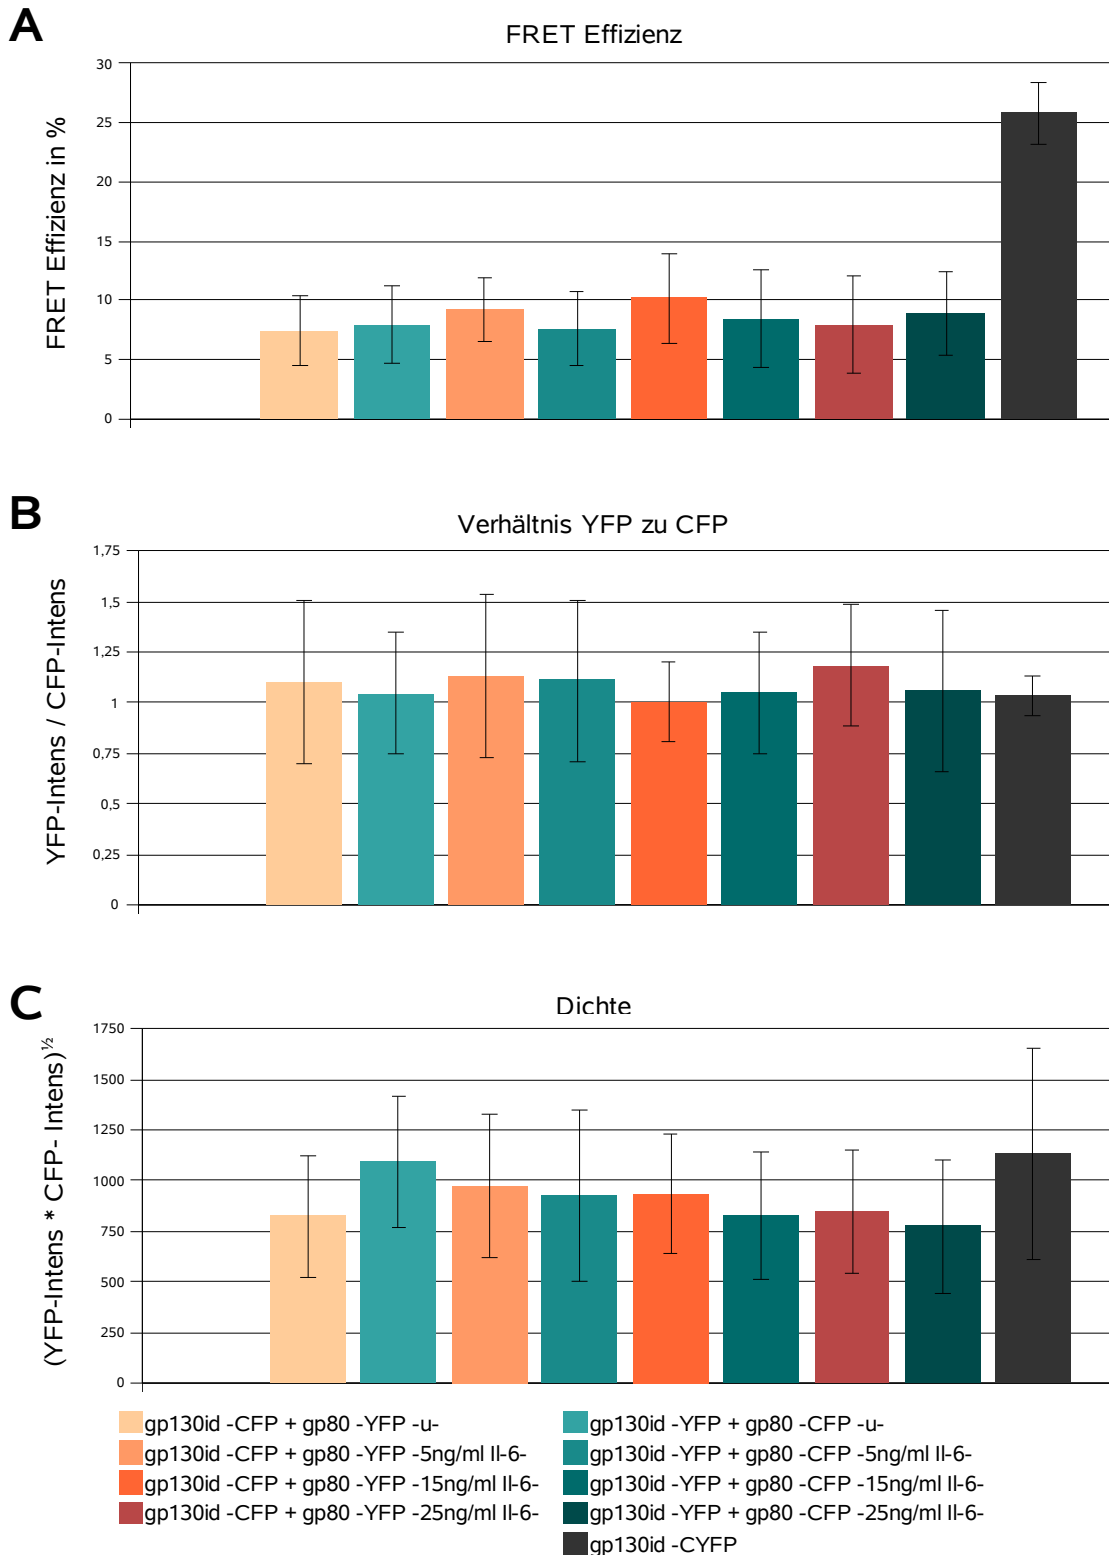 A
FRET Effizienz
FRET Effizienz in %
30
25
20
15
10
5
0
B
Verhältnis YFP zu CFP
YFP-Intens / CFP-Intens
1,75
1,5
1,25
1
0,75
0,5
0,25
0
C
Dichte
(YFP-Intens * CFP- Intens)½
1750
1500
1250
1000
750
500
250
0
gp130id -CFP + gp80 -YFP -u-
gp130id -YFP + gp80 -CFP -u-
gp130id -CFP + gp80 -YFP -5ng/ml Il-6-
gp130id -YFP + gp80 -CFP -5ng/ml Il-6-
gp130id -CFP + gp80 -YFP -15ng/ml Il-6-
gp130id -YFP + gp80 -CFP -15ng/ml Il-6-
gp130id -CFP + gp80 -YFP -25ng/ml Il-6-
gp130id -YFP + gp80 -CFP -25ng/ml Il-6-
gp130id -CYFP